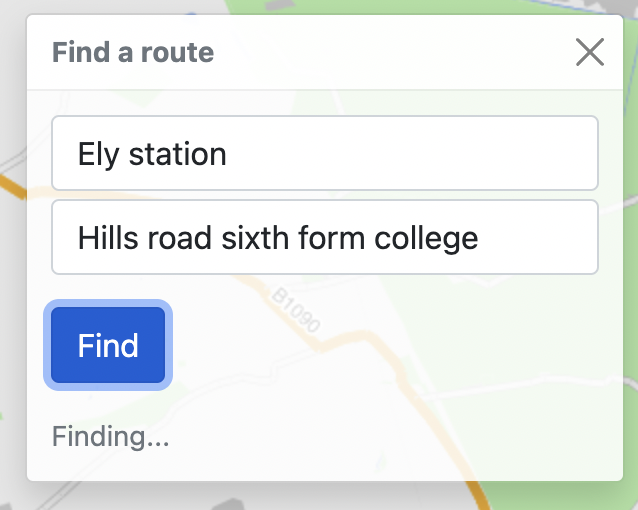 Find a route
Ely station
Hills road sixth form college
B1090
Find
Finding...